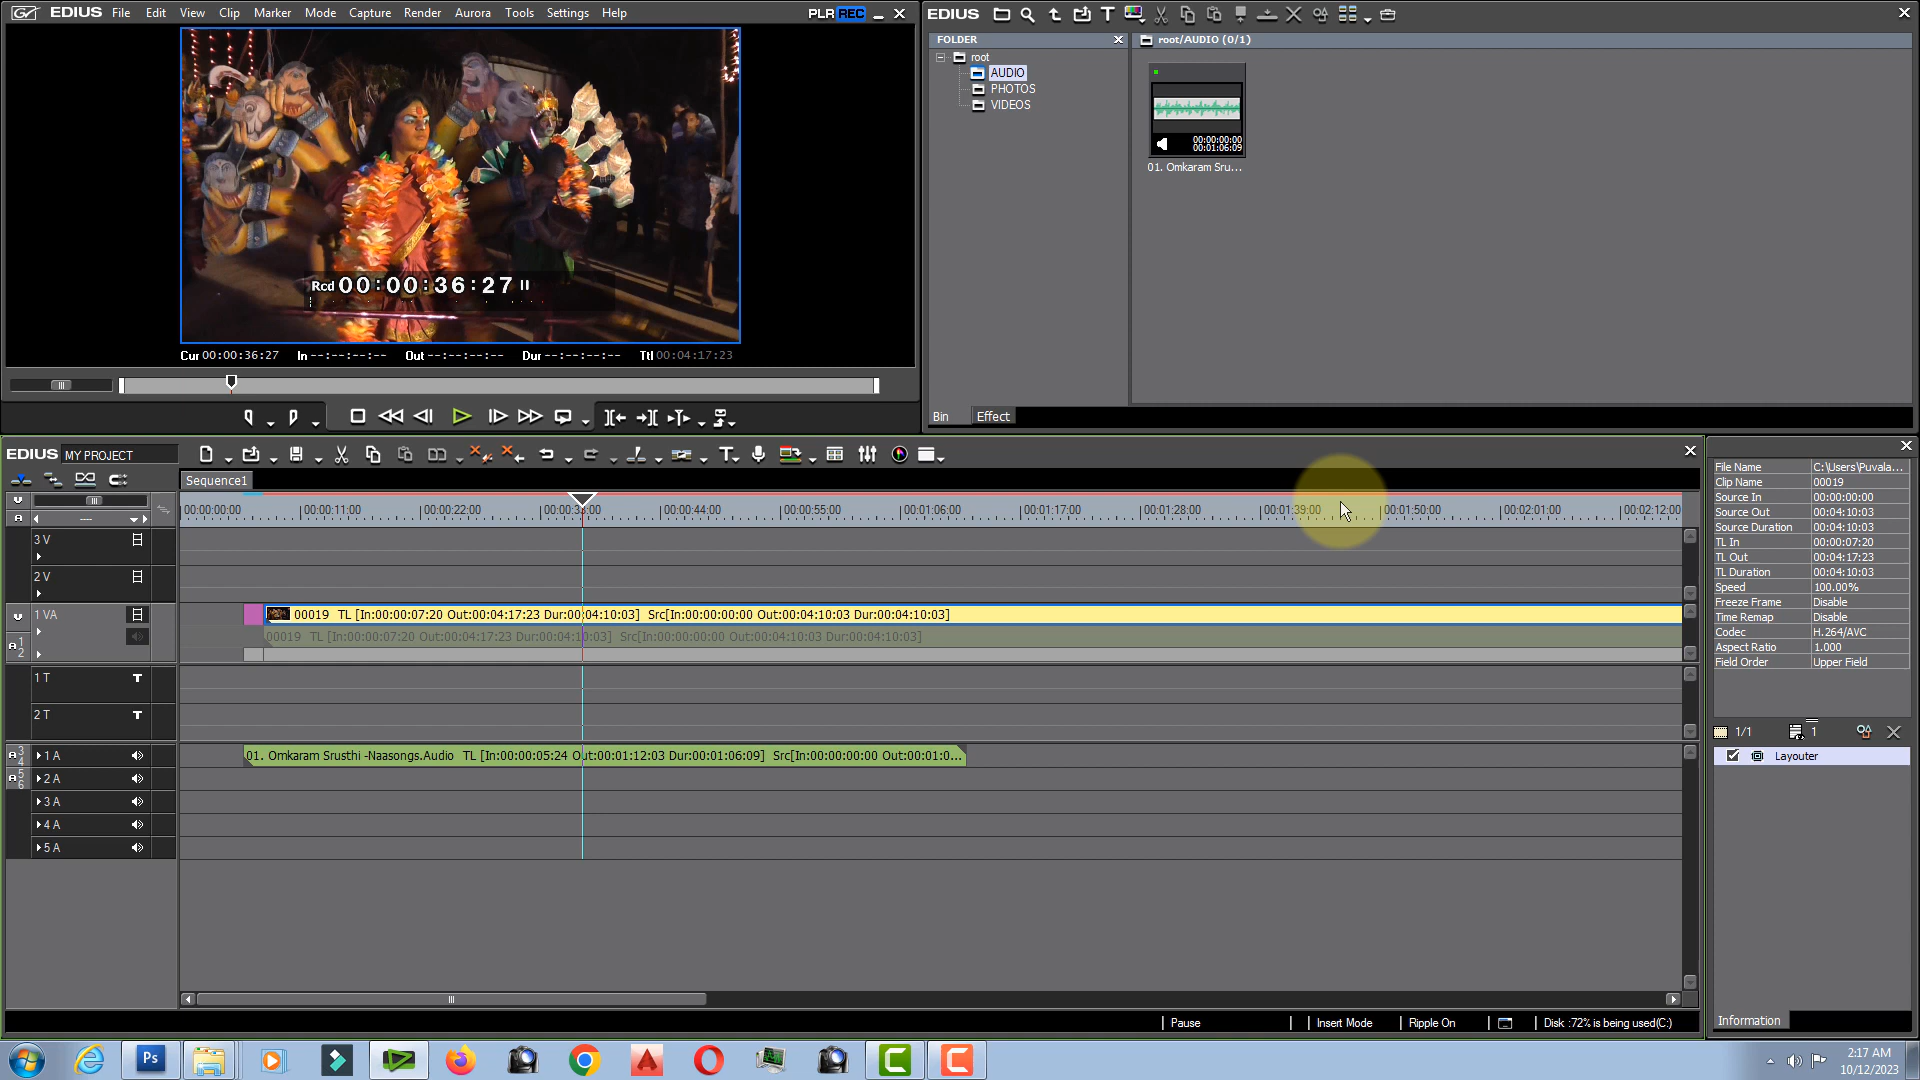 EDIUS File Edit View Clip Marker Mode Capture Render Aurora Tools Settings Help PLR REC
Rcd 00:00:36:27
Cur 00:00:36:27 In --:--:--:-- Out --:--:--:-- Dur --:--:--:-- Ttl 00:04:17:23
EDIUS
FOLDER
root
AUDIO
PHOTOS
VIDEOS
root/AUDIO (0/1)
00:00:00:00
00:01:06:09
01. Omkaram Sru...
Bin Effect
EDIUS MY PROJECT
Sequence1
00:00:00:00 00:00:11:00 00:00:22:00 00:00:33:00 00:00:44:00 00:00:55:00 00:01:06:00 00:01:17:00 00:01:28:00 00:01:39:00 00:01:50:00 00:02:01:00 00:02:12:00
3 V
2 V
1 VA
00019 TL [In:00:00:07:20 Out:00:04:17:23 Dur:00:04:10:03] Src[In:00:00:00:00 Out:00:04:10:03 Dur:00:04:10:03]
00019 TL [In:00:00:07:20 Out:00:04:17:23 Dur:00:04:10:03] Src[In:00:00:00:00 Out:00:04:10:03 Dur:00:04:10:03]
1
2
1 T T
2 T T
3
4
1 A
01. Omkaram Srusthi -Naasongs.Audio TL [In:00:00:05:24 Out:00:01:12:03 Dur:00:01:06:09] Src[In:00:00:00:00 Out:00:01:0...
5
6
2 A
3 A
4 A
5 A
Pause Insert Mode Ripple On Disk :72% is being used(C:)
File Name C:\Users\Puvala...
Clip Name 00019
Source In 00:00:00:00
Source Out 00:04:10:03
Source Duration 00:04:10:03
TL In 00:00:07:20
TL Out 00:04:17:23
TL Duration 00:04:10:03
Speed 100.00%
Freeze Frame Disable
Time Remap Disable
Codec H.264/AVC
Aspect Ratio 1.000
Field Order Upper Field
1/1 1
Layouter
Information
Ps
2:17 AM
10/12/2023